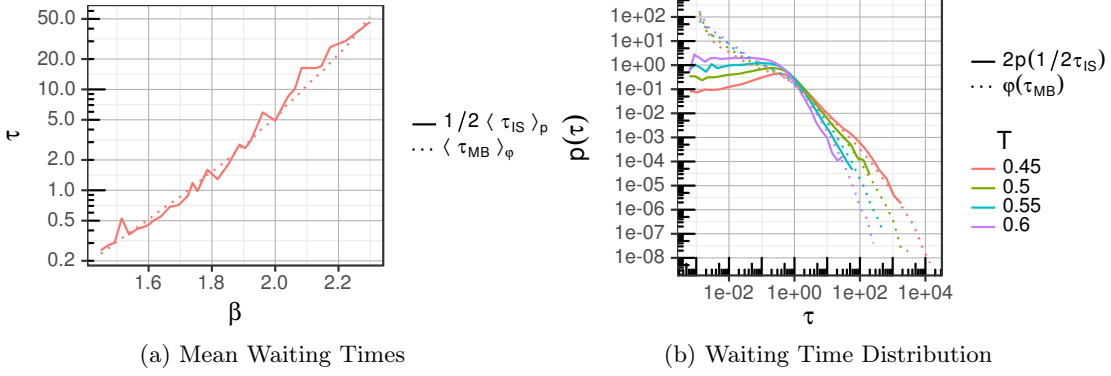 50.0
20.0
10.0
5.0
2.0
1.0
0.5
0.2
τ
1.6 1.8 2.0 2.2
β
1/2 ⟨ τIS ⟩p
⟨ τMB ⟩φ
(a) Mean Waiting Times
1e+02
1e+01
1e+00
1e-01
1e-02
1e-03
1e-04
1e-05
1e-06
1e-07
1e-08
p(τ)
1e-02 1e+00 1e+02 1e+04
τ
2p(1/2τIS)
φ(τMB)
T
0.45
0.5
0.55
0.6
(b) Waiting Time Distribution